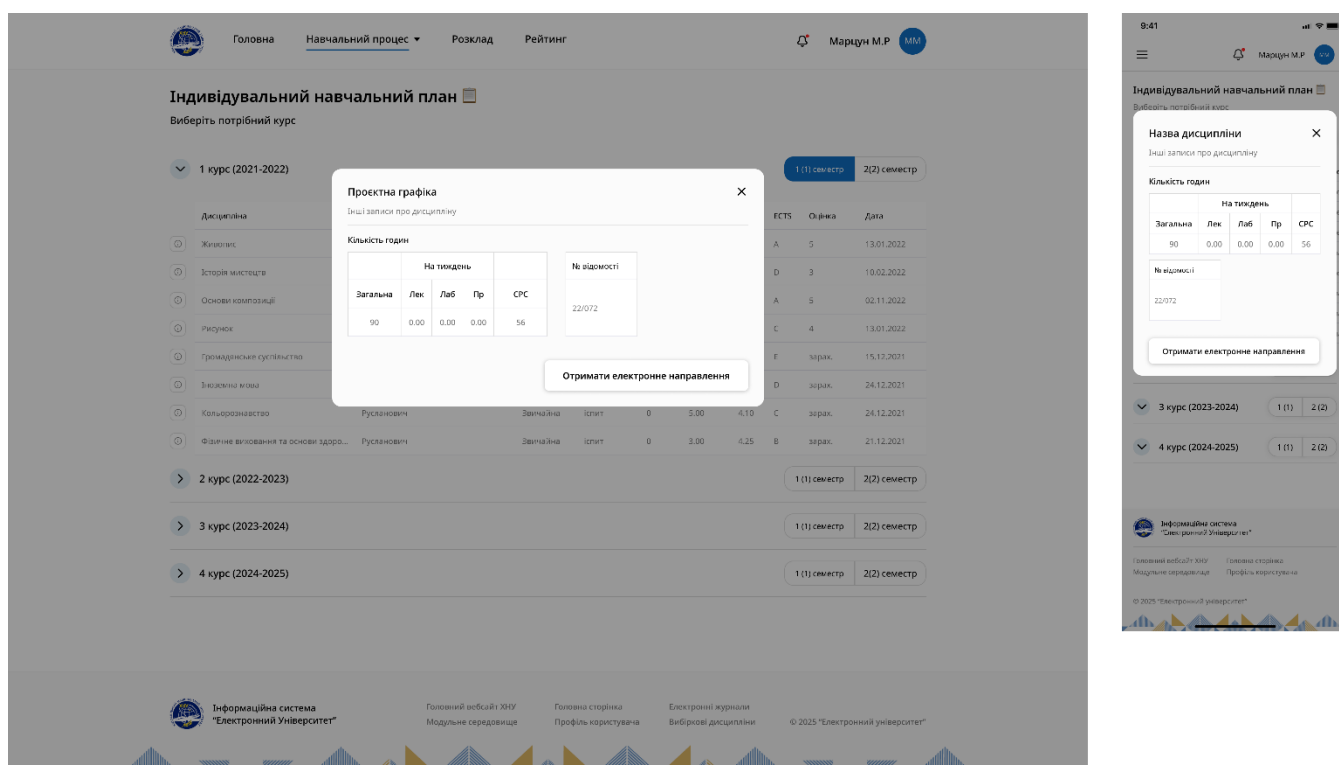 Головна Навчальний процес Розклад Рейтинг Марцун М.Р ММ
Індивідувальний навчальний план
Виберіть потрібний курс
1 курс (2021-2022) 1 (1) семестр 2(2) семестр
Проєктна графіка
Інші записи про дисципліну
Кількість годин
На тиждень № відомості
Загальна Лек Лаб Пр СРС
22/072
90 0.00 0.00 0.00 56
Отримати електронне направлення
Дисципліна ECTS Оцінка Дата
Живопис A 5 13.01.2022
Історія мистецтв D 3 10.02.2022
Основи композиції A 5 02.11.2022
Рисунок C 4 13.01.2022
Громадянське суспільство E зарах. 15.12.2021
Іноземна мова D зарах. 24.12.2021
Кольорознавство Русланович Звичайна іспит 0 5.00 4.10 C зарах. 24.12.2021
Фізичне виховання та основи здоро... Русланович Звичайна іспит 0 3.00 4.25 B зарах. 21.12.2021
2 курс (2022-2023) 1 (1) семестр 2(2) семестр
3 курс (2023-2024) 1 (1) семестр 2(2) семестр
4 курс (2024-2025) 1 (1) семестр 2(2) семестр
Інформаційна система
"Електронний Університет"
Головний вебсайт ХНУ Головна сторінка Електронні журнали
Модульне середовище Профіль користувача Вибіркові дисципліни © 2025 "Електронний університет"
9:41
Марцун М.Р ММ
Індивідувальний навчальний план
Виберіть потрібний курс
Назва дисципліни
Інші записи про дисципліну
Кількість годин
На тиждень
Загальна Лек Лаб Пр СРС
90 0.00 0.00 0.00 56
№ відомості
22/072
Отримати електронне направлення
3 курс (2023-2024) 1 (1) 2 (2)
4 курс (2024-2025) 1 (1) 2 (2)
Інформаційна система
"Електронний Університет"
Головний вебсайт ХНУ Головна сторінка
Модульне середовище Профіль користувача
© 2025 "Електронний університет"